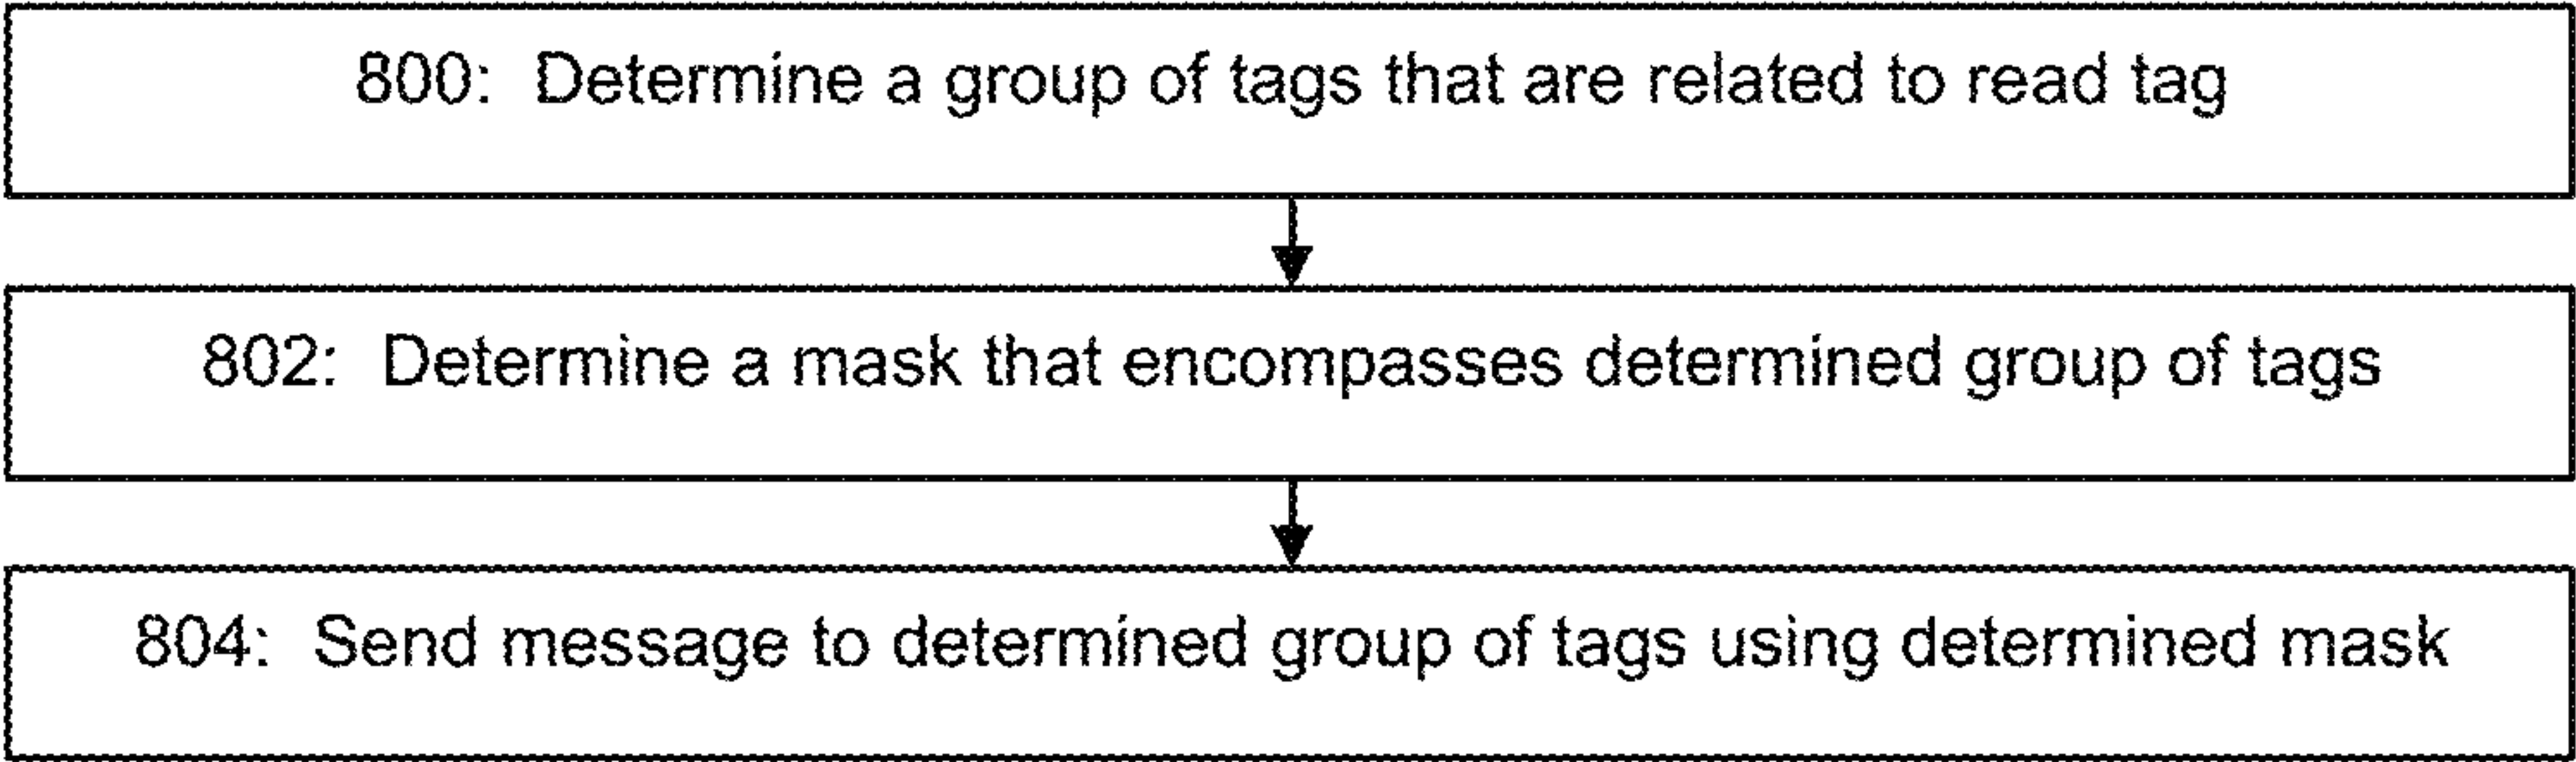 800: Determine a group of tags that are related to read tag
802: Determine a mask that encompasses determined group of tags
804: Send message to determined group of tags using determined mask